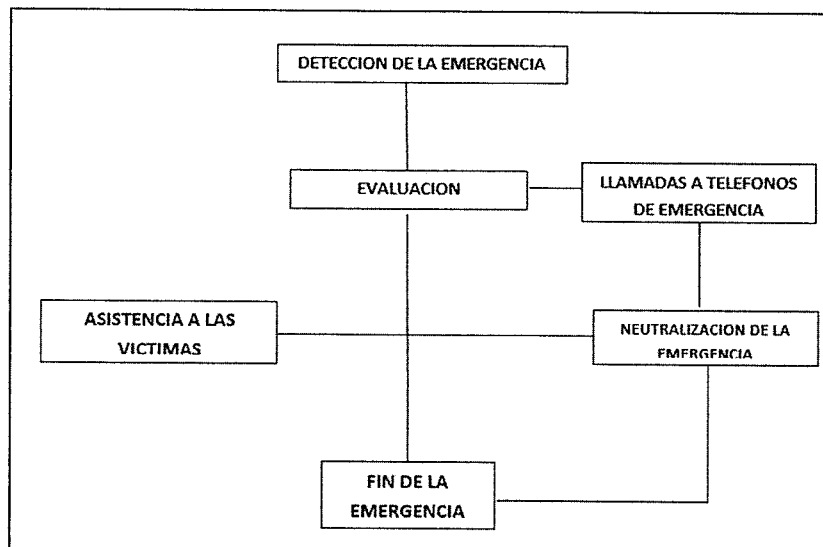 DETECCION DE LA EMERGENCIA
EVALUACION
LLAMADAS A TELEFONOS
DE EMERGENCIA
ASISTENCIA A LAS
VICTIMAS
NEUTRALIZACION DE LA
EMERGENCIA
FIN DE LA
EMERGENCIA